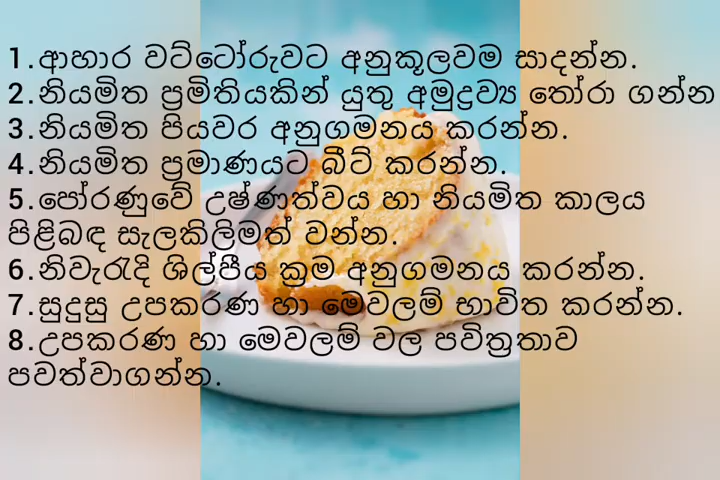 1.ආහාර වට්ටෝරුවට අනුකූලවම සාදන්න.
2.නියමිත ප්‍රමිතියකින් යුතු අමුද්‍රව්‍ය තෝරා ගන්න
3.නියමිත පියවර අනුගමනය කරන්න.
4.නියමිත ප්‍රමාණයට බීට් කරන්න.
5.පෝරණුවේ උෂ්ණත්වය හා නියමිත කාලය
පිළිබඳ සැලකිලිමත් වන්න.
6.නිවැරැදි ශිල්පීය ක්‍රම අනුගමනය කරන්න.
7.සුදුසු උපකරණ හා මෙවලම් භාවිත කරන්න.
8.උපකරණ හා මෙවලම් වල පවිත්‍රතාව
පවත්වාගන්න.